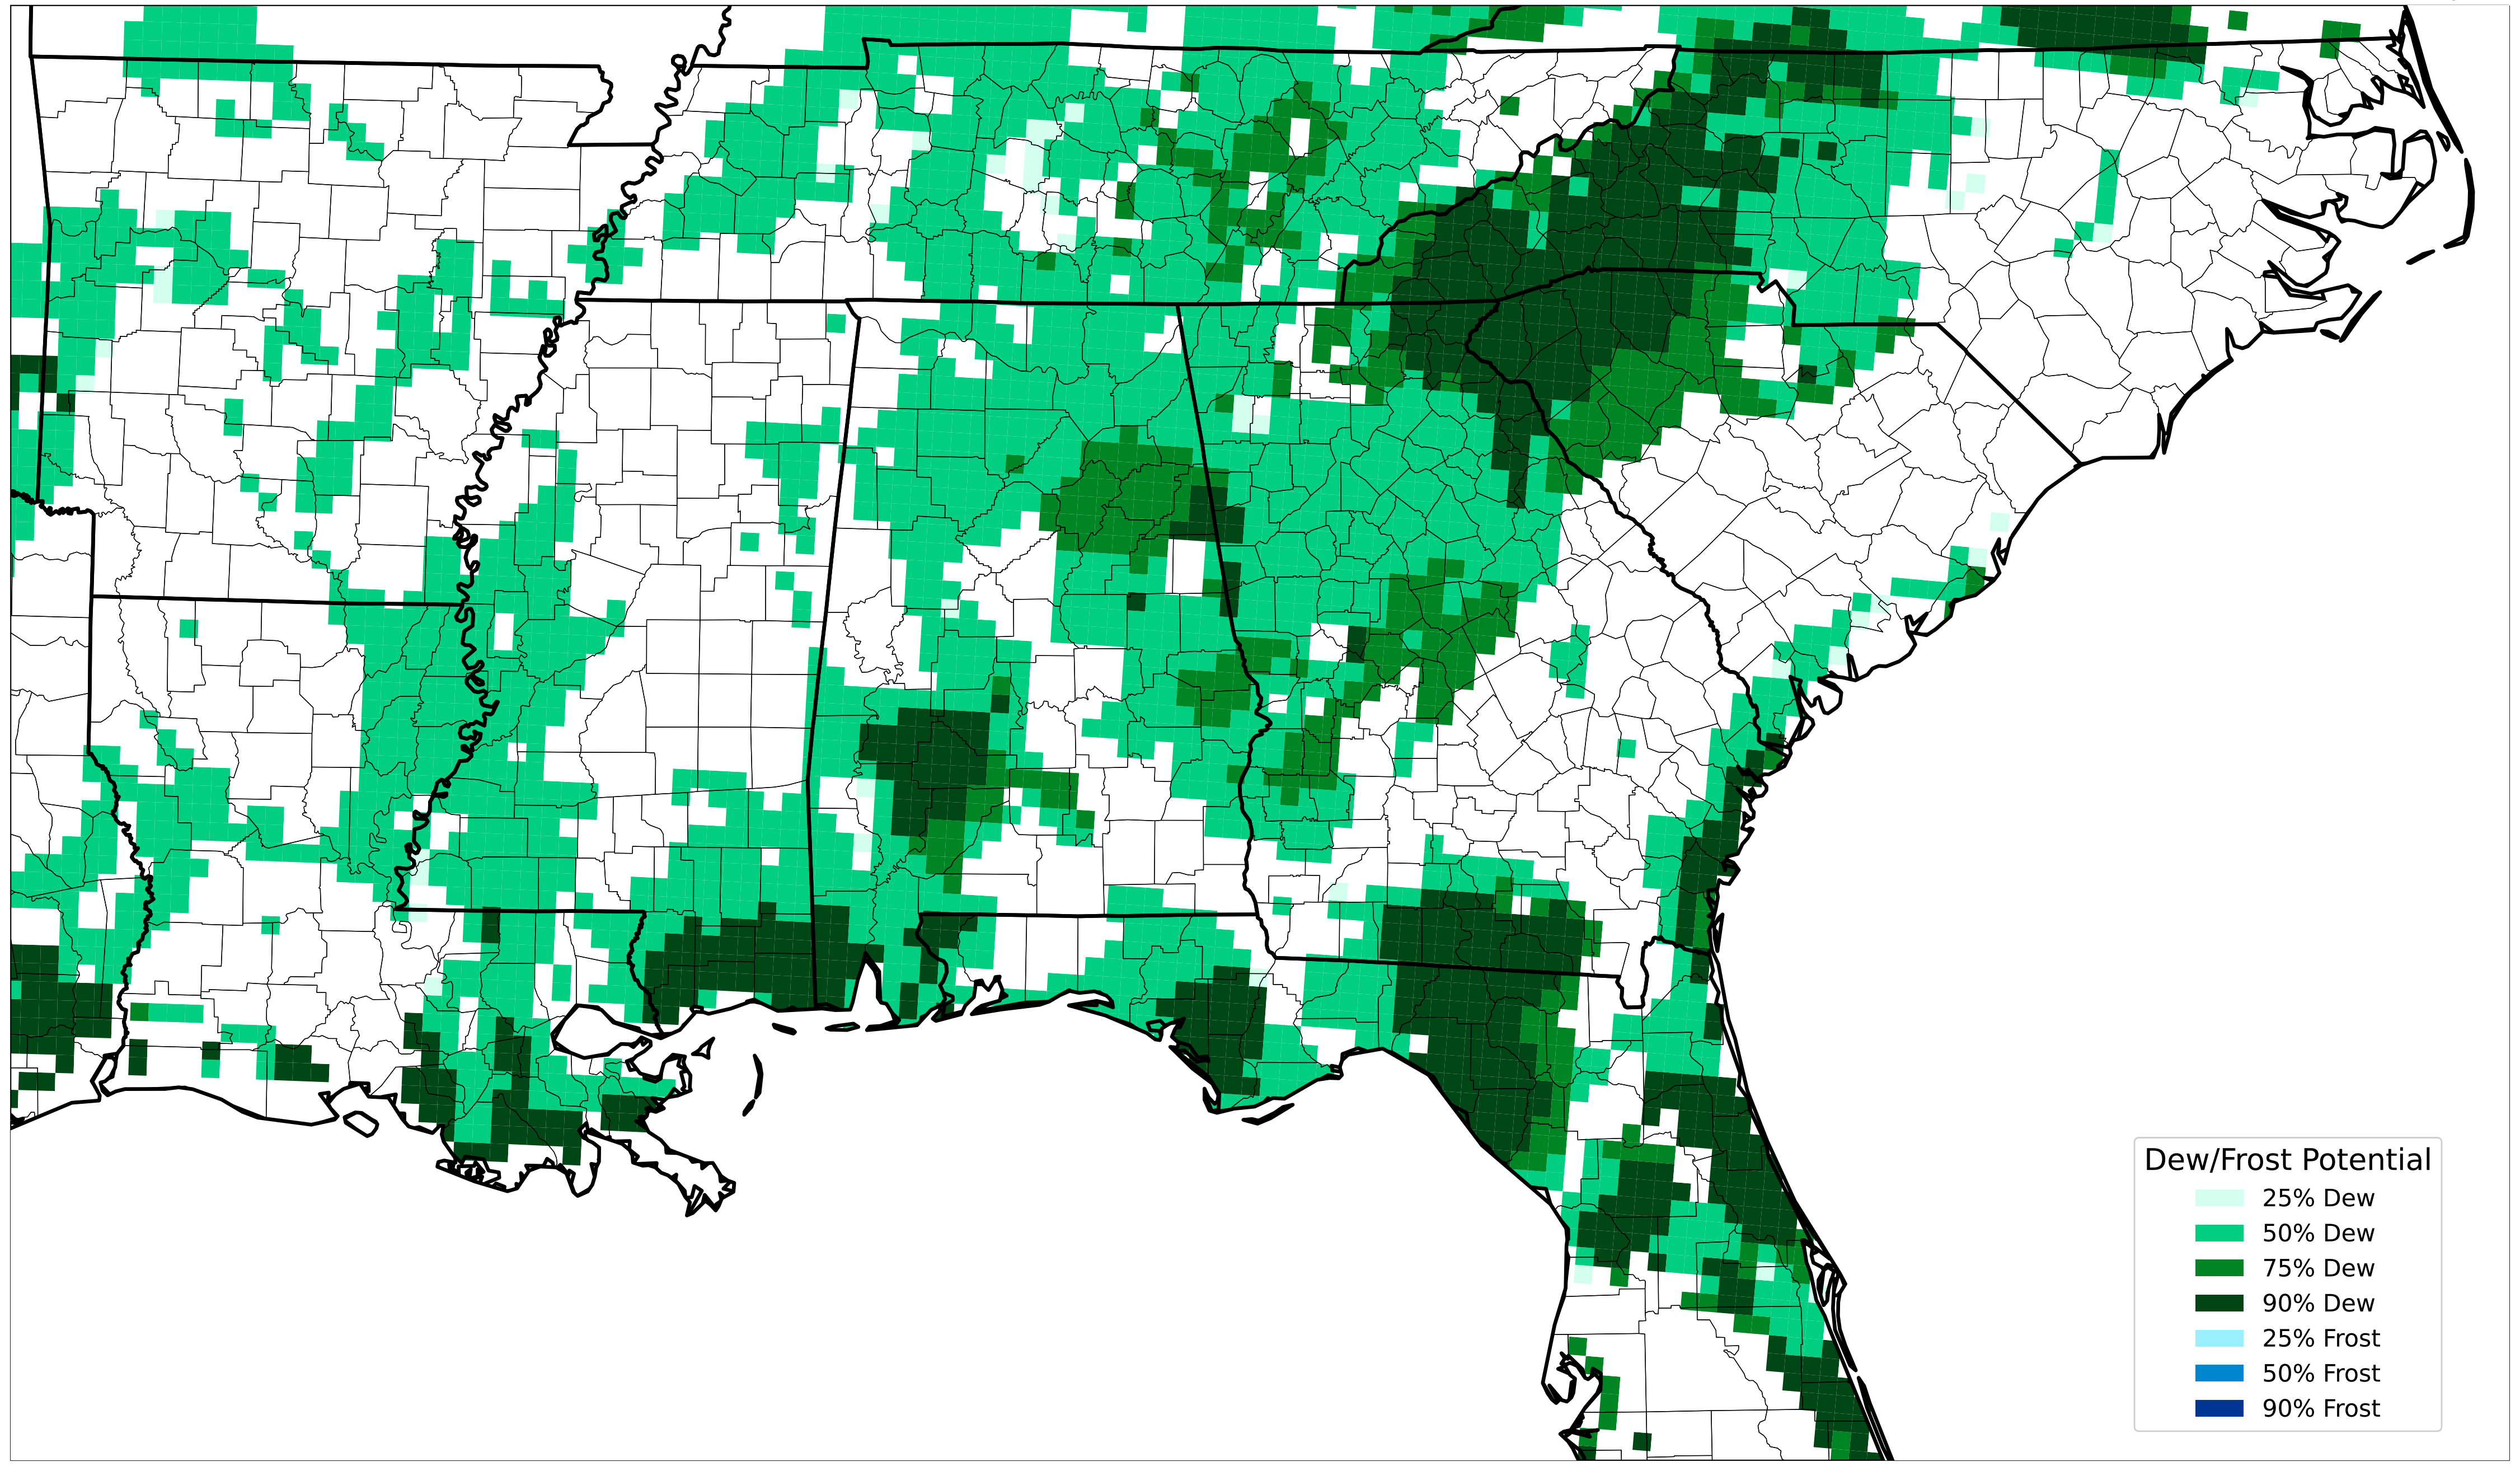 Dew/Frost Potential
25% Dew
50% Dew
75% Dew
90% Dew
25% Frost
50% Frost
90% Frost